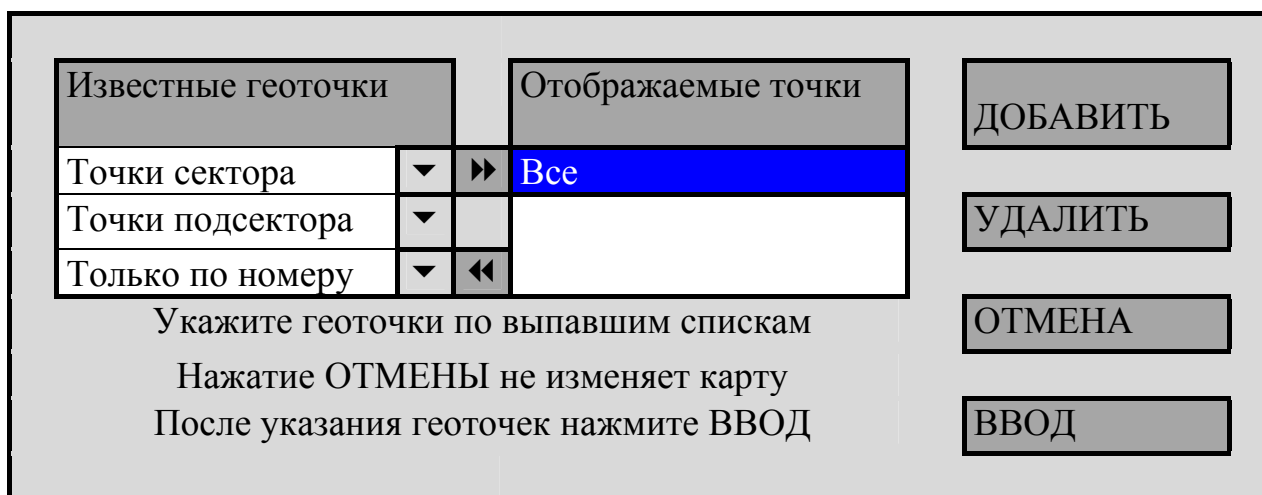 Известные геоточки
Отображаемые точки
ДОБАВИТЬ
Точки сектора
Все
Точки подсектора
УДАЛИТЬ
Только по номеру
Укажите геоточки по выпавшим спискам
ОТМЕНА
Нажатие ОТМЕНЫ не изменяет карту
После указания геоточек нажмите ВВОД
ВВОД